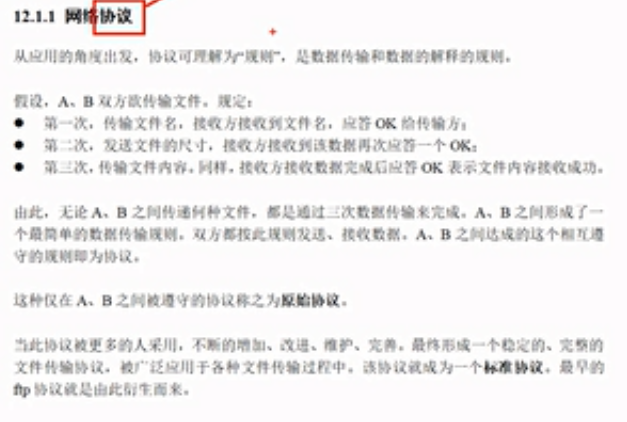 12.1.1 网络协议
从应用的角度出发，协议可理解为“规则”，是数据传输和数据的解释的规则。
假设，A、B 双方欲传输文件。规定：
● 第一次，传输文件名，接收方接收到文件名，应答 OK 给传输方；
● 第二次，发送文件的尺寸，接收方接收到该数据再次应答一个 OK；
● 第三次，传输文件内容。同样，接收方接收数据完成后应答 OK 表示文件内容接收成功。
由此，无论 A、B 之间传递何种文件，都是通过三次数据传输来完成。A、B 之间形成了一
个最简单的数据传输规则。双方都按此规则发送、接收数据。A、B 之间达成的这个相互遵
守的规则即为协议。
这种仅在 A、B 之间被遵守的协议称之为原始协议。
当此协议被更多的人采用，不断的增加、改进、维护、完善。最终形成一个稳定的、完整的
文件传输协议，被广泛应用于各种文件传输过程中。该协议就成为一个标准协议。最早的
ftp 协议就是由此衍生而来。